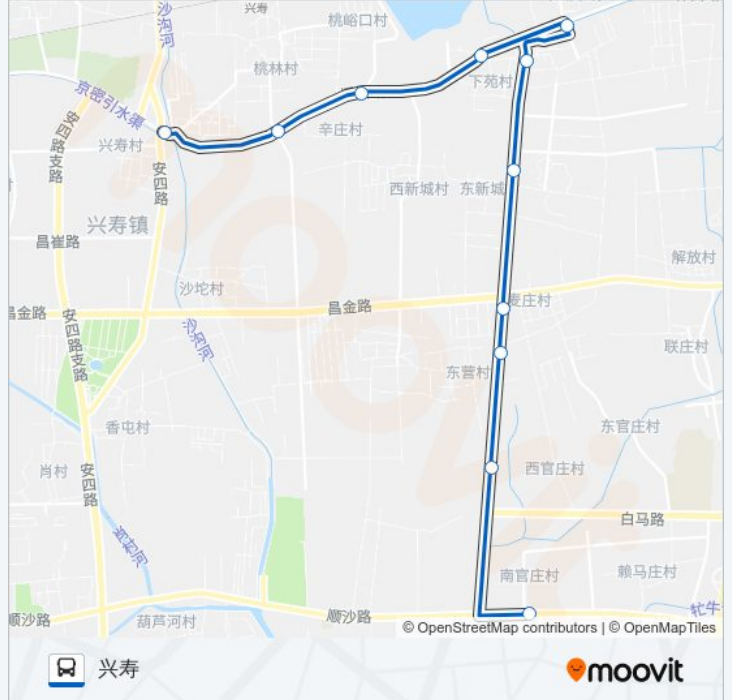 沙河
兴寿
桃峪口村
桃林村
下苑村
京密引水渠
安四路支路
兴寿村
辛庄村
安四路
西新城村
东新城
兴寿镇
昌崔路
解放村
沙坨村
昌金路
昌金路
麦庄村
安四路支路
联庄村
东营村
香屯村
东官庄村
肖村
安四路
西官庄村
白马路
南官庄村
赖马庄村
顺沙路
葫芦河村
顺沙路
牤牛
© OpenStreetMap contributors | © OpenMapTiles
兴寿
moovit